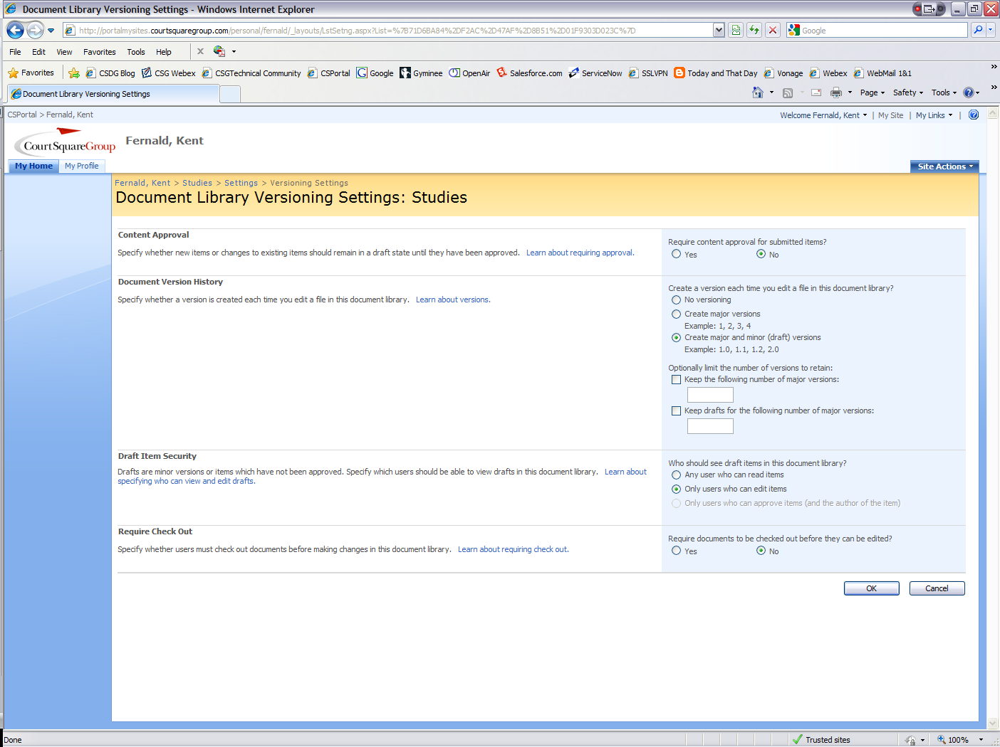 Document Library Versioning Settings - Windows Internet Explorer
http://portalmysites.courtsquaregroup.com/personal/fernald/_layouts/LstSetng.aspx?List=%7B71D6BA84%2DF2AC%2D47AF%2D8B51%2D01F9303D023C%7D
Google
File Edit View Favorites Tools Help x
Favorites CSDG Blog CSG Webex CSGTechnical Community CSPortal Google Gyminee OpenAir Salesforce.com ServiceNow SSLVPN Today and That Day Vonage Webex WebMail 1&1 »
Document Library Versioning Settings
Page Safety Tools »
CSPortal > Fernald, Kent
Welcome Fernald, Kent | My Site | My Links |
CourtSquareGroup
Fernald, Kent
My Home My Profile
Site Actions
Fernald, Kent > Studies > Settings > Versioning Settings
Document Library Versioning Settings: Studies
Content Approval
Specify whether new items or changes to existing items should remain in a draft state until they have been approved. Learn about requiring approval.
Require content approval for submitted items?
Yes No
Document Version History
Specify whether a version is created each time you edit a file in this document library. Learn about versions.
Create a version each time you edit a file in this document library?
No versioning
Create major versions
Example: 1, 2, 3, 4
Create major and minor (draft) versions
Example: 1.0, 1.1, 1.2, 2.0
Optionally limit the number of versions to retain:
Keep the following number of major versions:
Keep drafts for the following number of major versions:
Draft Item Security
Drafts are minor versions or items which have not been approved. Specify which users should be able to view drafts in this document library. Learn about
specifying who can view and edit drafts.
Who should see draft items in this document library?
Any user who can read items
Only users who can edit items
Only users who can approve items (and the author of the item)
Require Check Out
Specify whether users must check out documents before making changes in this document library. Learn about requiring check out.
Require documents to be checked out before they can be edited?
Yes No
OK Cancel
Done
Trusted sites
100%